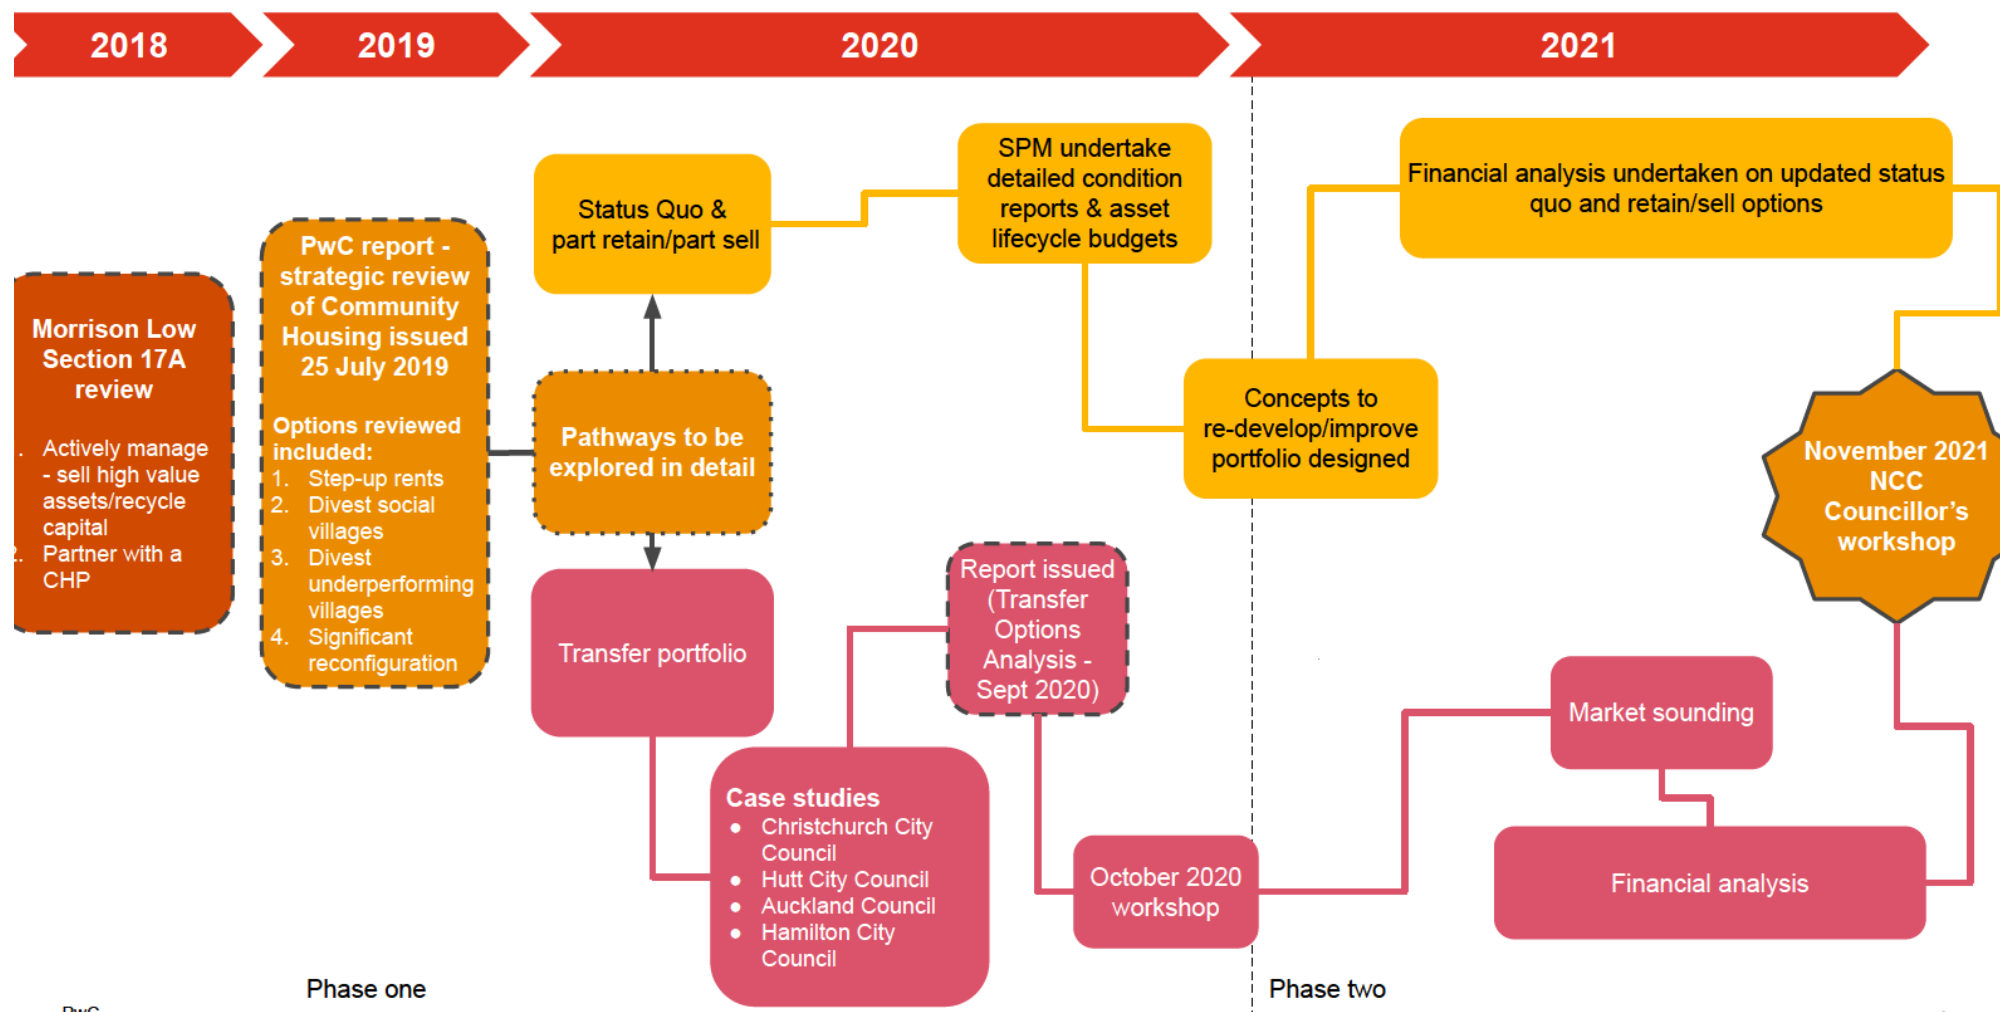 2018
2019
2020
2021
Morrison Low
Section 17A
review
. Actively manage
- sell high value
assets/recycle
capital
2. Partner with a
CHP
PwC report -
strategic review
of Community
Housing issued
25 July 2019
Options reviewed
included:
1. Step-up rents
2. Divest social
villages
3. Divest
underperforming
villages
4. Significant
reconfiguration
Pathways to be
explored in detail
Status Quo &
part retain/part sell
SPM undertake
detailed condition
reports & asset
lifecycle budgets
Concepts to
re-develop/improve
portfolio designed
Financial analysis undertaken on updated status
quo and retain/sell options
Transfer portfolio
Case studies
● Christchurch City
Council
● Hutt City Council
● Auckland Council
● Hamilton City
Council
Report issued
(Transfer
Options
Analysis -
Sept 2020)
October 2020
workshop
Market sounding
Financial analysis
November 2021
NCC
Councillor's
workshop
Phase one
Phase two
PwC